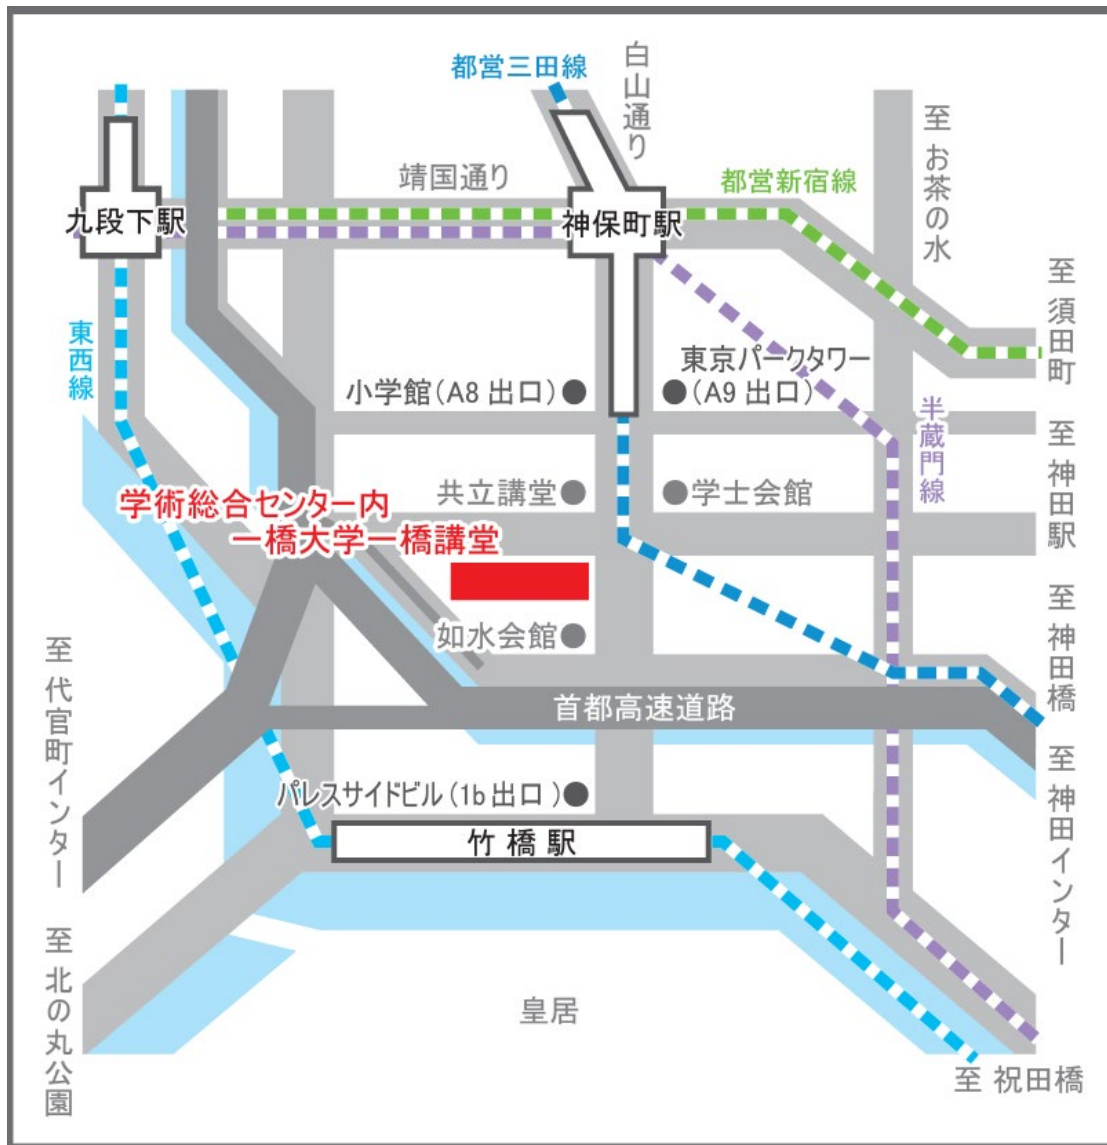 都営三田線
白山通り
至 お茶の水
靖国通り
都営新宿線
九段下駅
神保町駅
至 須田町
東西線
東京パークタワー
小学館（A8 出口）
（A9 出口）
半蔵門線
至 神田駅
共立講堂
学士会館
学術総合センター内
一橋大学一橋講堂
至 神田橋
如水会館
至 代官町インター
首都高速道路
至 神田インター
パレスサイドビル（1b 出口）
竹橋駅
至 北の丸公園
皇居
至 祝田橋